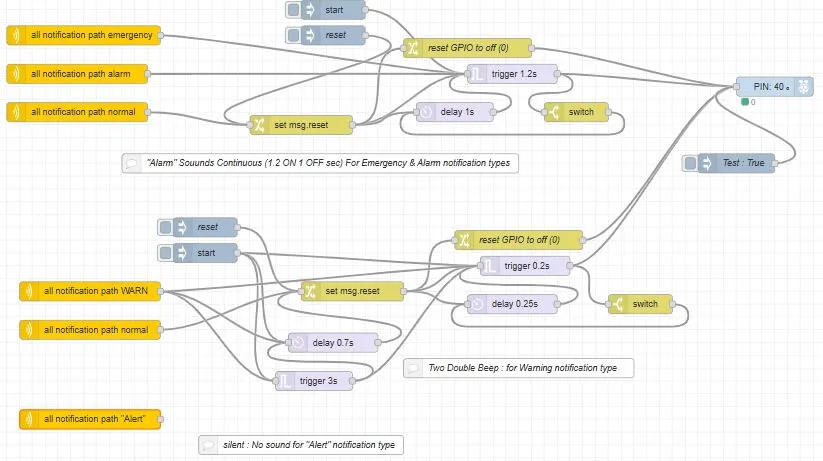 start
all notification path emergency
reset
reset GPIO to off (0)
all notification path alarm
trigger 1.2s
PIN: 40
0
all notification path normal
set msg.reset
delay 1s
switch
"Alarm" Souunds Continuous (1.2 ON 1 OFF sec) For Emergency & Alarm notification types
Test : True
reset
reset GPIO to off (0)
start
trigger 0.2s
all notification path WARN
set msg.reset
delay 0.25s
switch
all notification path normal
delay 0.7s
Two Double Beep : for Warning notification type
trigger 3s
all notification path "Alert"
silent : No sound for "Alert" notification type